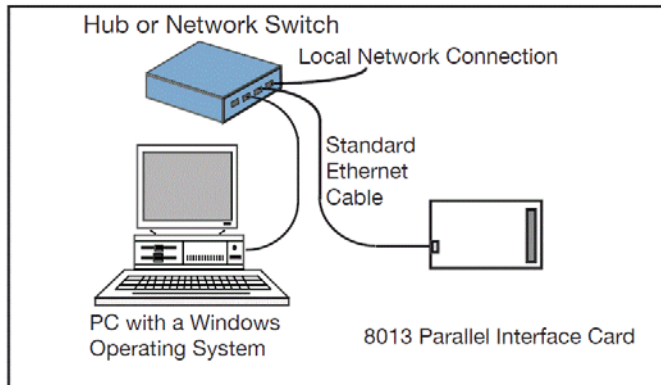 Hub or Network Switch
Local Network Connection
Standard
Ethernet
Cable
PC with a Windows
Operating System
8013 Parallel Interface Card